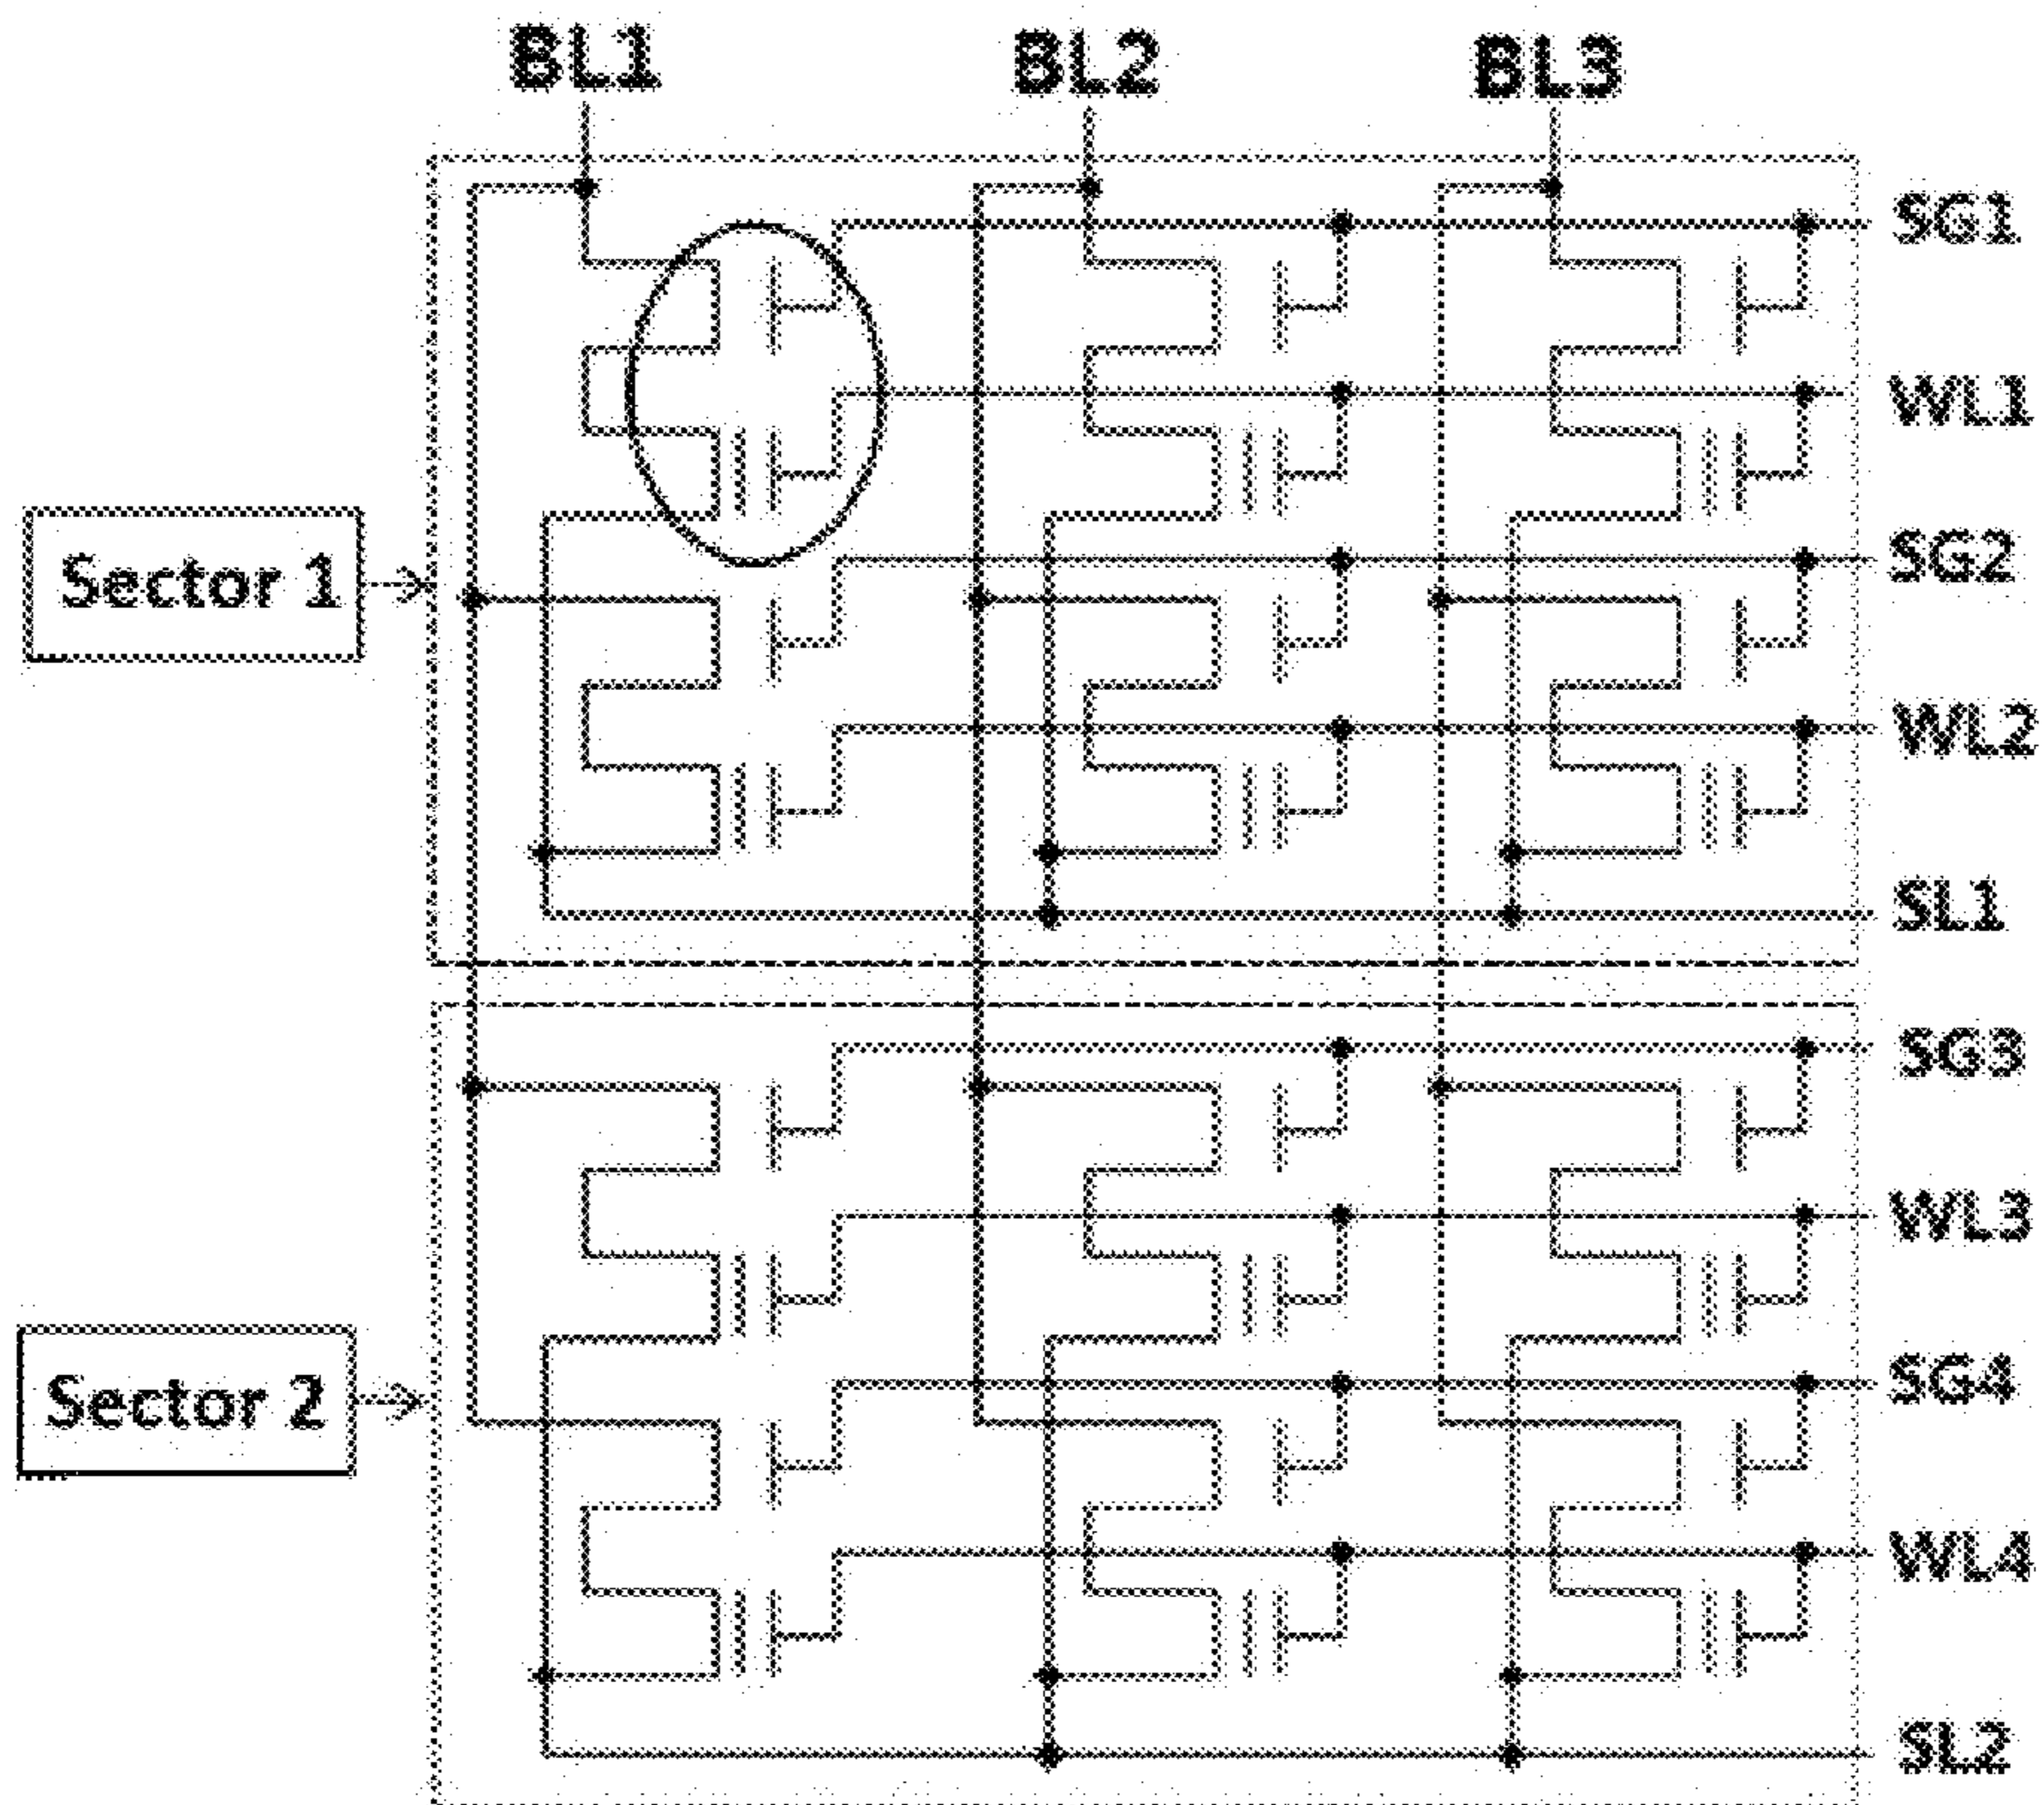 BL1 BL2 BL3
SG1
WL1
SG2
Sector 1
WL2
SL1
SG3
WL3
SG4
Sector 2
WL4
SL2